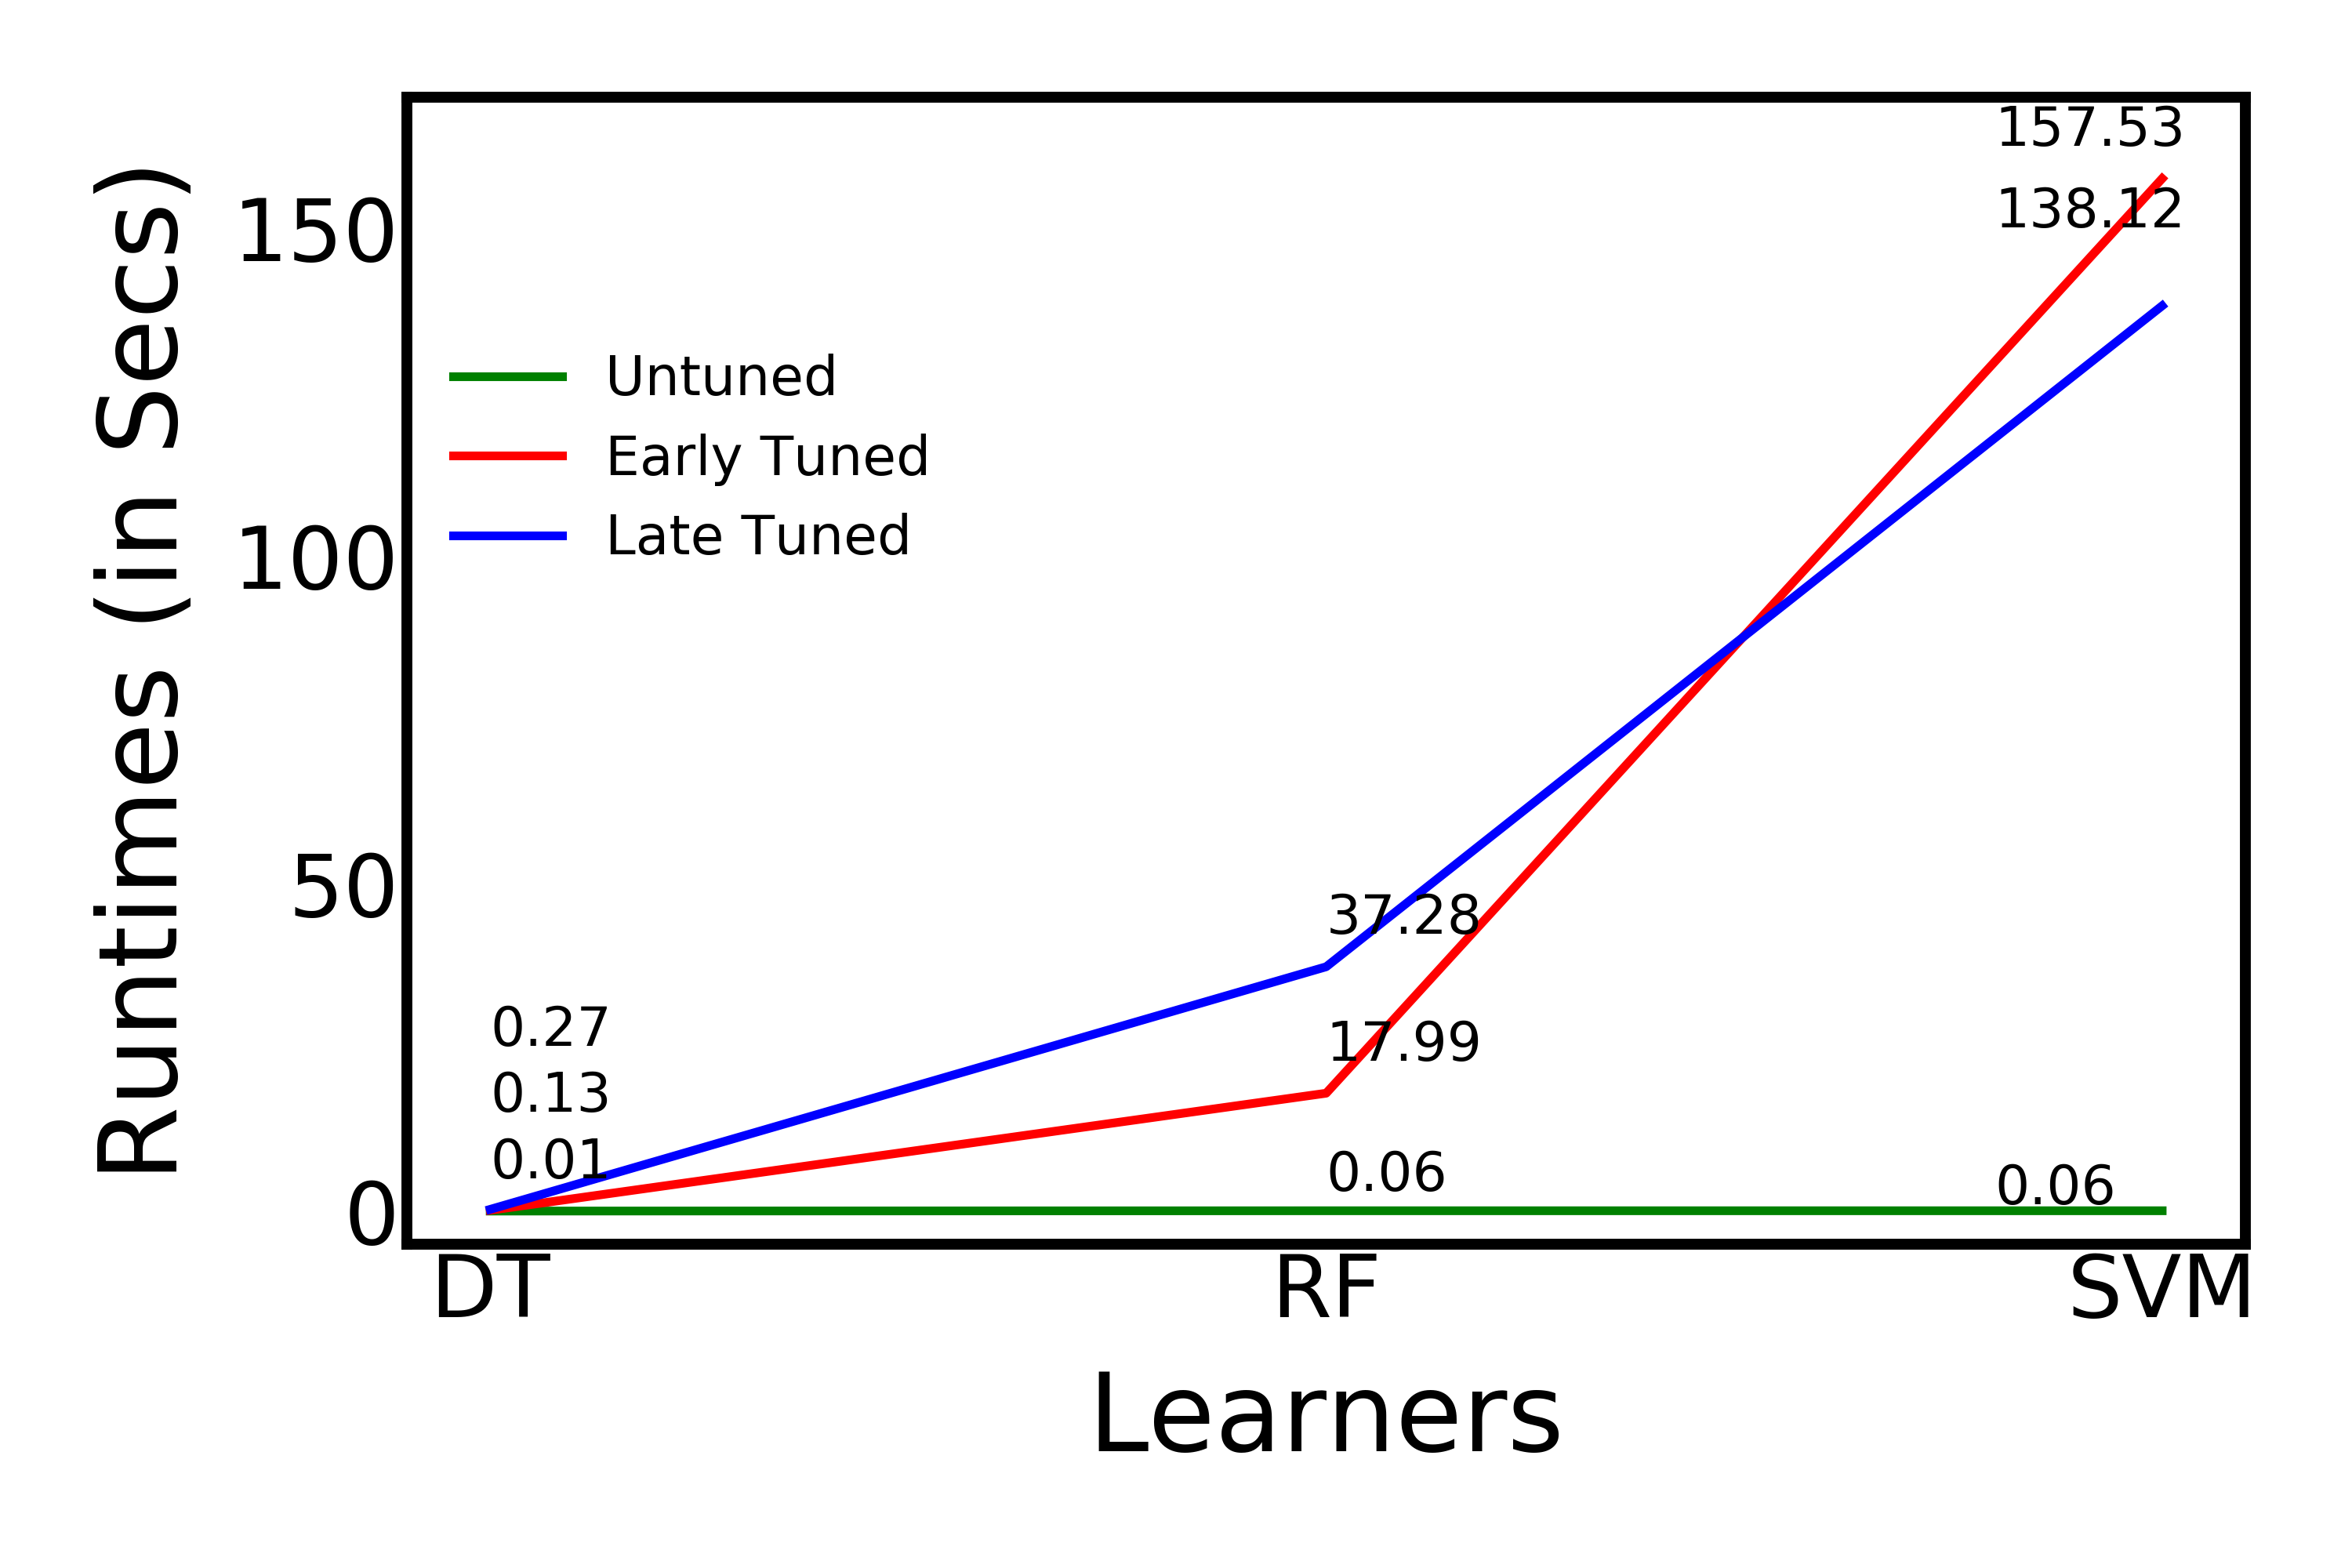 Runtimes (in Secs)
150
100
50
0
Untuned
Early Tuned
Late Tuned
157.53
138.12
37.28
17.99
0.06
0.06
0.27
0.13
0.01
DT RF SVM
Learners